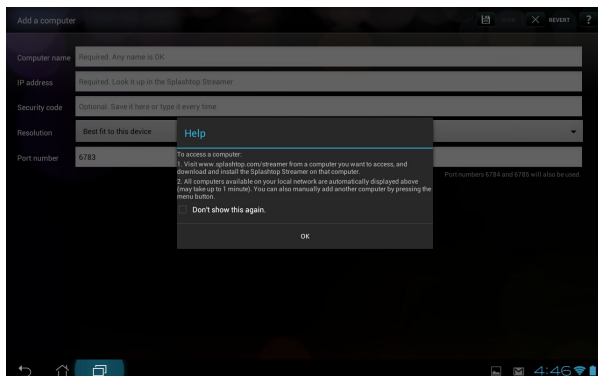 Add a computer
REVERT ?
Computer name Required. Any name is OK
IP address Required. Look it up in the Splashtop Streamer
Security code Optional. Save it here or type it every time
Resolution Best fit to this device
Port number 6783
Port numbers 6784 and 6785 will also be used.
Help
To access a computer:
1. Visit www.splashtop.com/streamer from a computer you want to access, and
download and install the Splashtop Streamer on that computer.
2. All computers available on your local network are automatically displayed above
(may take up to 1 minute). You can also manually add another computer by pressing the
menu button.
Don't show this again.
OK
4:46